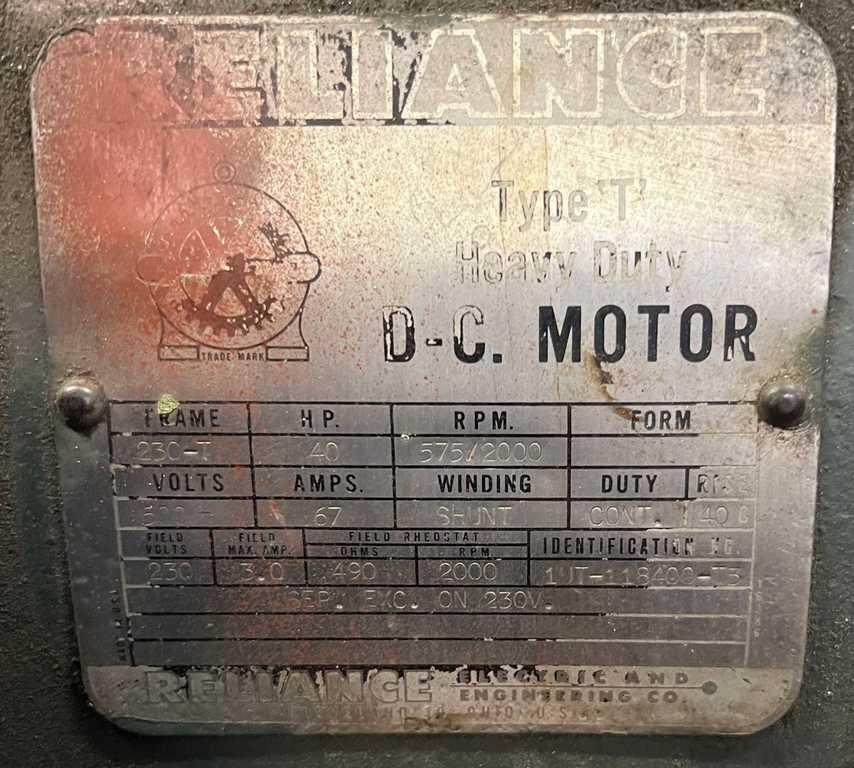 RELIANCE
Type 'T'
Heavy Duty
D-C. MOTOR
TRADE MARK
FRAME H P. R P M. FORM
230-T 40 575/2000
VOLTS AMPS. WINDING DUTY
67 SHUNT CONT. 40 C
FIELD VOLTS FIELD MAX. AMP. FIELD RHEOSTAT OHMS R.P.M. IDENTIFICATION
230 3.0 490 2000
SEP. EXC. ON 230V.
RELIANCE ELECTRIC AND
ENGINEERING CO.